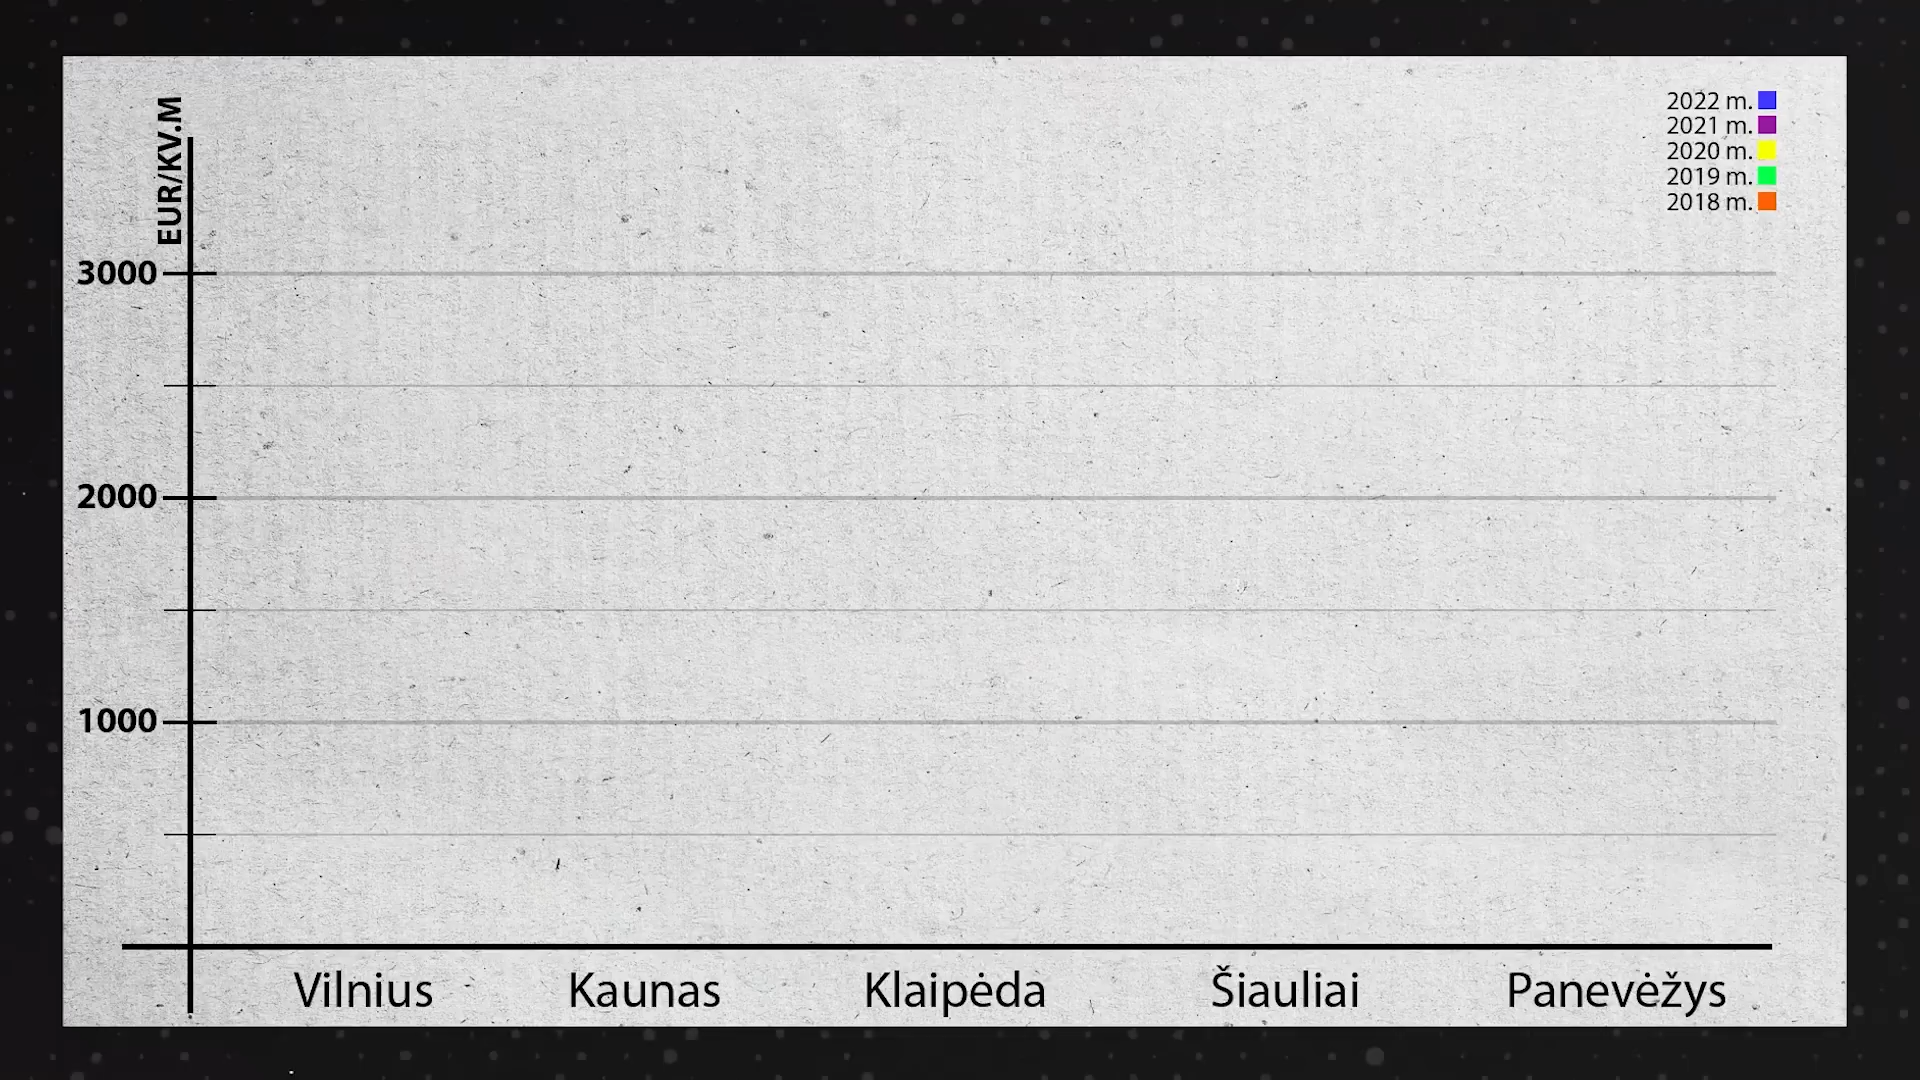 EUR/KV.M
2022 m.
2021 m.
2020 m.
2019 m.
2018 m.
3000
2000
1000
Vilnius Kaunas Klaipėda Šiauliai Panevėžys